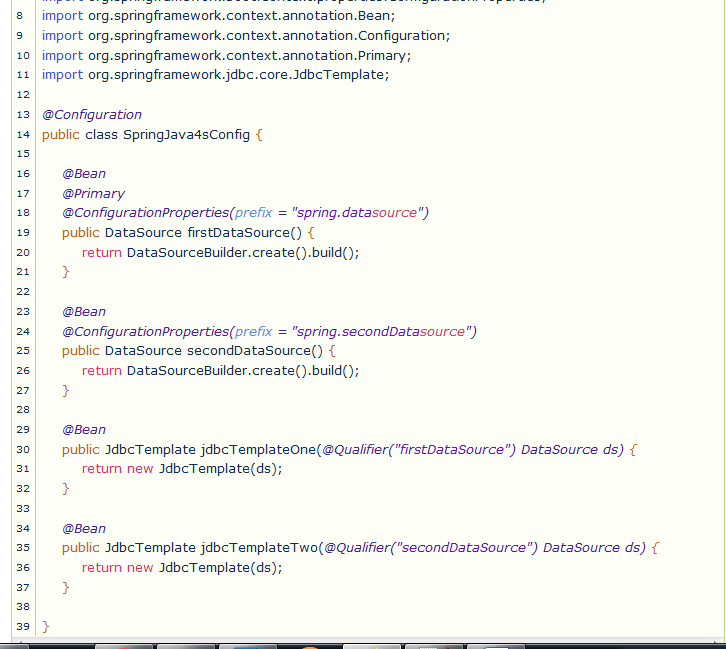 8 import org.springframework.context.annotation.Bean;
9 import org.springframework.context.annotation.Configuration;
10 import org.springframework.context.annotation.Primary;
11 import org.springframework.jdbc.core.JdbcTemplate;
12
13 @Configuration
14 public class SpringJava4sConfig {
15
16 @Bean
17 @Primary
18 @ConfigurationProperties(prefix = "spring.datasource")
19 public DataSource firstDataSource() {
20 return DataSourceBuilder.create().build();
21 }
22
23 @Bean
24 @ConfigurationProperties(prefix = "spring.secondDatasource")
25 public DataSource secondDataSource() {
26 return DataSourceBuilder.create().build();
27 }
28
29 @Bean
30 public JdbcTemplate jdbcTemplateOne(@Qualifier("firstDataSource") DataSource ds) {
31 return new JdbcTemplate(ds);
32 }
33
34 @Bean
35 public JdbcTemplate jdbcTemplateTwo(@Qualifier("secondDataSource") DataSource ds) {
36 return new JdbcTemplate(ds);
37 }
38
39 }